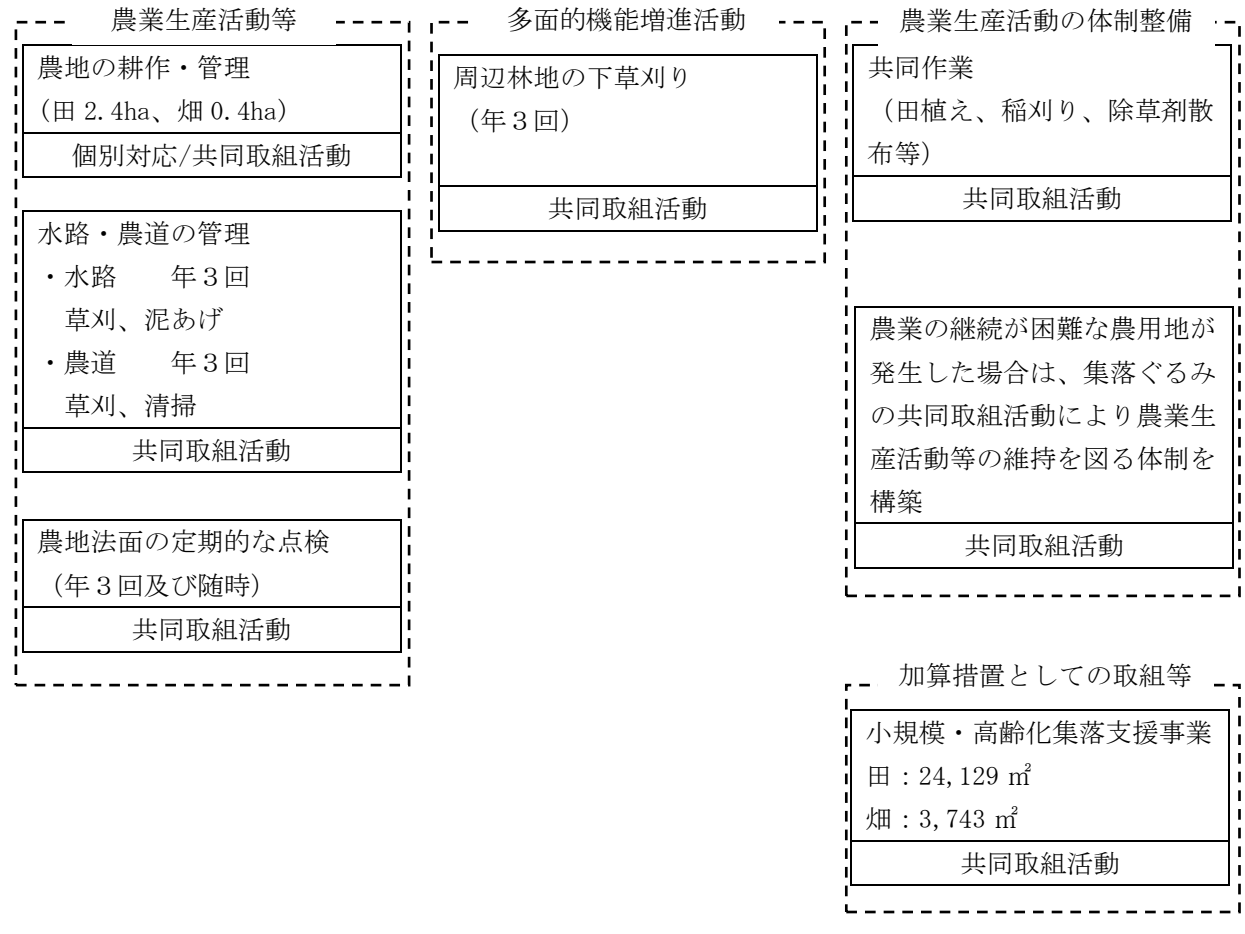 農業生産活動等
農地の耕作・管理
（田 2.4ha、畑 0.4ha）
個別対応/共同取組活動
水路・農道の管理
・水路　　年３回
草刈、泥あげ
・農道　　年３回
草刈、清掃
共同取組活動
農地法面の定期的な点検
（年３回及び随時）
共同取組活動
多面的機能増進活動
周辺林地の下草刈り
（年３回）
共同取組活動
農業生産活動の体制整備
共同作業
（田植え、稲刈り、除草剤散
布等）
共同取組活動
農業の継続が困難な農用地が
発生した場合は、集落ぐるみ
の共同取組活動により農業生
産活動等の維持を図る体制を
構築
共同取組活動
加算措置としての取組等
小規模・高齢化集落支援事業
田：24,129 ㎡
畑：3,743 ㎡
共同取組活動